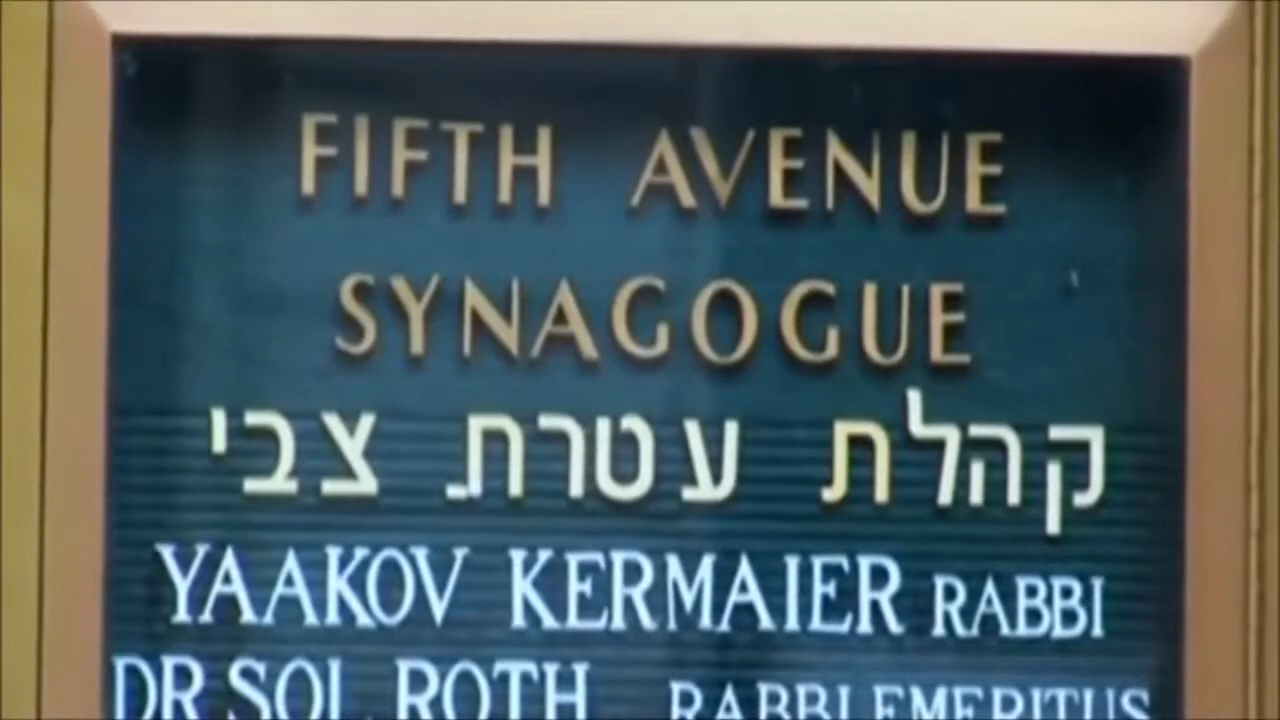 FIFTH AVENUE
SYNAGOGUE
קהלת עטרת צבי
YAAKOV KERMAIER RABBI
DR SOL ROTH RABBI EMERITUS